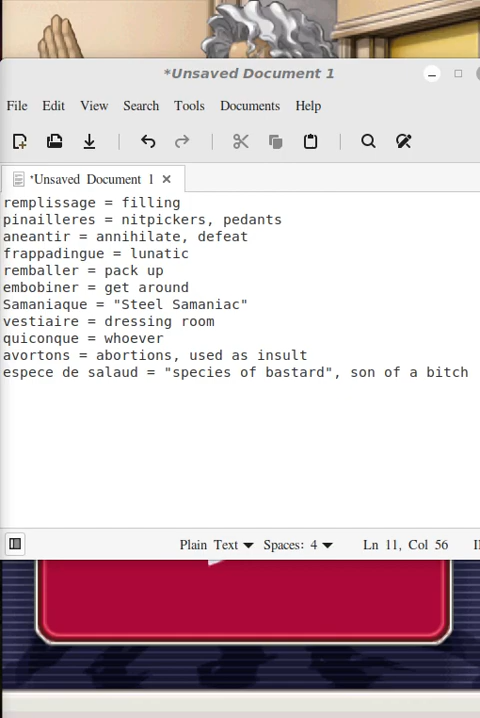 *Unsaved Document 1
File Edit View Search Tools Documents Help
*Unsaved Document 1
remplissage = filling
pinailleres = nitpickers, pedants
aneantir = annihilate, defeat
frappadingue = lunatic
remballer = pack up
embobiner = get around
Samaniaque = "Steel Samaniac"
vestiaire = dressing room
quiconque = whoever
avortons = abortions, used as insult
espece de salaud = "species of bastard", son of a bitch
Plain Text Spaces: 4 Ln 11, Col 56